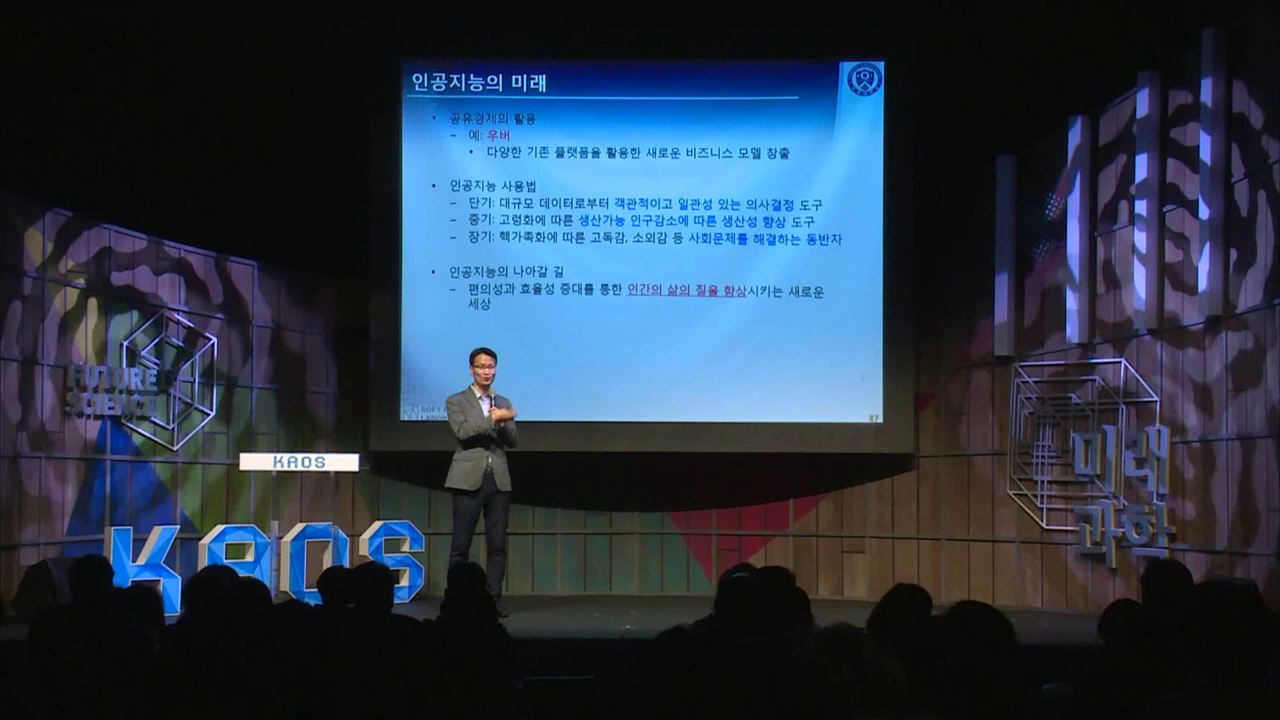 인공지능의 미래
• 공유경제의 활용
– 예: 우버
• 다양한 기존 플랫폼을 활용한 새로운 비즈니스 모델 창출
• 인공지능 사용법
– 단기: 대규모 데이터로부터 객관적이고 일관성 있는 의사결정 도구
– 중기: 고령화에 따른 생산가능 인구감소에 따른 생산성 향상 도구
– 장기: 핵가족화에 따른 고독감, 소외감 등 사회문제를 해결하는 동반자
• 인공지능의 나아갈 길
– 편의성과 효율성 증대를 통한 인간의 삶의 질을 향상시키는 새로운
세상
SOFT
67
FUTURE
SCIENCE
KAOS
KAOS
미래
과학